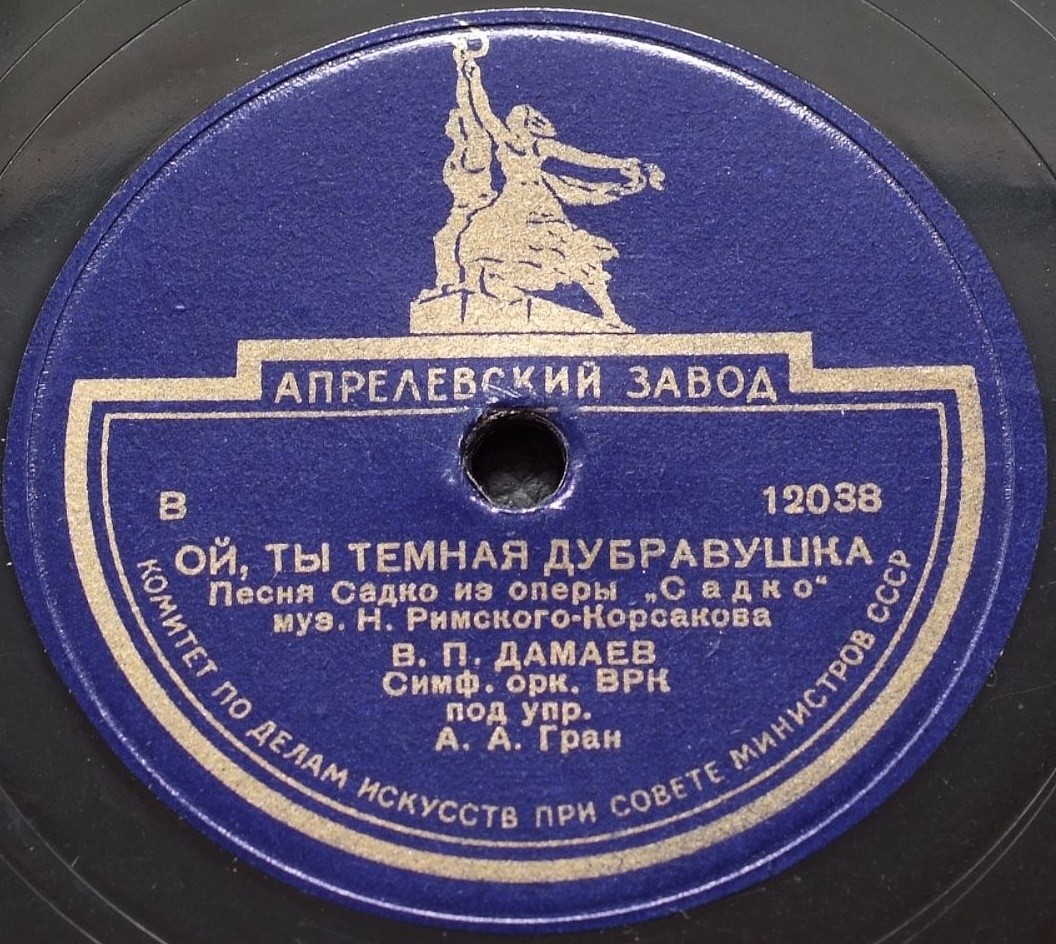 АПРЕЛЕВСКИЙ ЗАВОД
В 12038
ОЙ, ТЫ ТЕМНАЯ ДУБРАВУШКА
Песня Садко из оперы „Садко“
муз. Н. Римского-Корсакова
В. П. ДАМАЕВ
Симф. орк. ВРК
под упр.
А. А. Гран
КОМИТЕТ ПО ДЕЛАМ ИСКУССТВ ПРИ СОВЕТЕ МИНИСТРОВ СССР